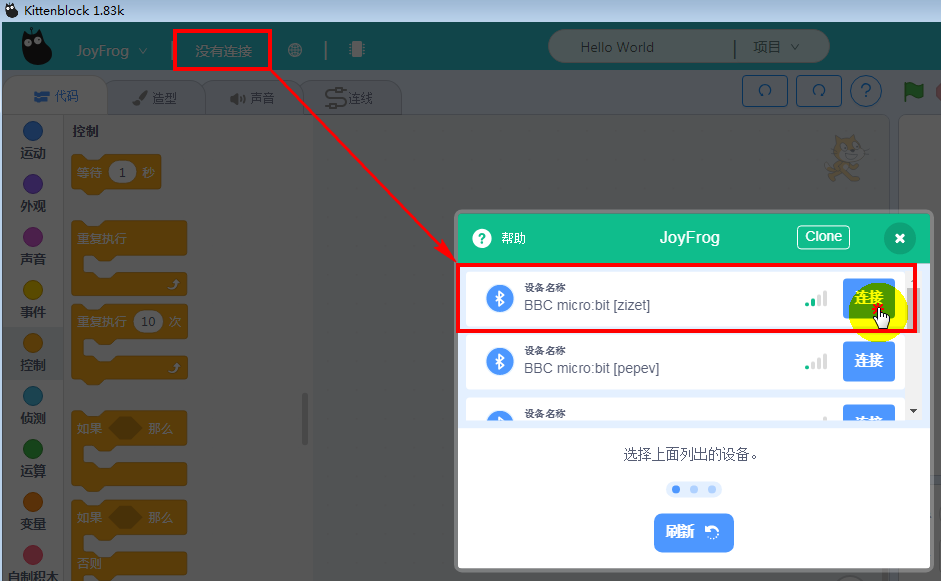 Kittenblock 1.83k
JoyFrog 没有连接 Hello World 项目
代码 造型 声音 连线 ?
运动
外观
声音
事件
控制
侦测
运算
变量
自制积木
控制
等待 1 秒
重复执行
重复执行 10 次
如果 那么
如果 那么
否则
? 帮助 JoyFrog Clone
设备名称
BBC micro:bit [zizet] 连接
设备名称
BBC micro:bit [pepev] 连接
设备名称
连接
选择上面列出的设备。
刷新